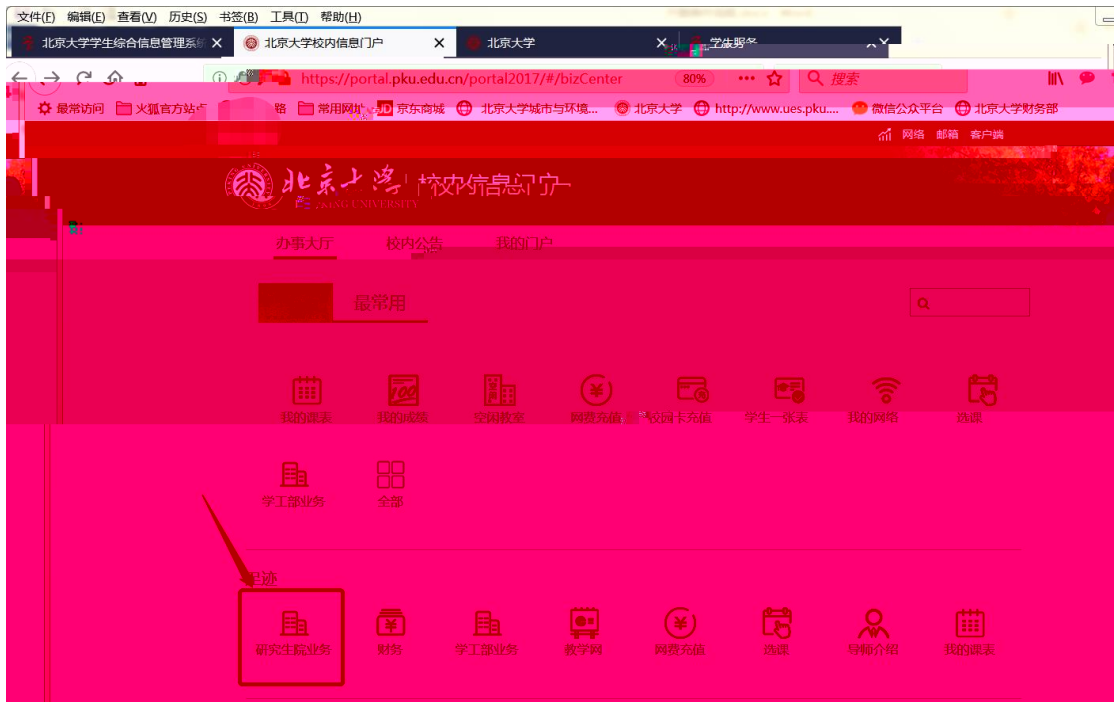 文件(F) 编辑(E) 查看(V) 历史(S) 书签(B) 工具(T) 帮助(H)
北京大学学生综合信息管理系统 × 北京大学校内信息门户 × 北京大学 ×
https://portal.pku.edu.cn/portal2017/#/bizCenter 80% 搜索
最常访问 火狐官方站点 常用网址 JD 京东商城 北京大学城市与环境... 北京大学 http://www.ues.pku.... 微信公众平台 北京大学财务部
网络 邮箱 客户端
北京大学 校内信息门户
PEKING UNIVERSITY
办事大厅 校内公告 我的门户
最常用
我的课表 我的成绩 空闲教室 网费充值 校园卡充值 学生一张表 我的网络 选课
学工部业务 全部
足迹
研究生院业务 财务 学工部业务 教学网 网费充值 选课 导师介绍 我的课表